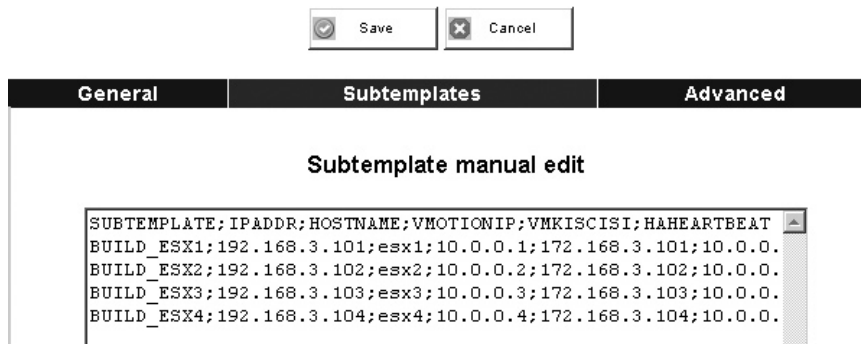 Save Cancel
General Subtemplates Advanced
Subtemplate manual edit
SUBTEMPLATE;IPADDR;HOSTNAME;VMOTIONIP;VMKISCISI;HAHEARTBEAT
BUILD_ESX1;192.168.3.101;esx1;10.0.0.1;172.168.3.101;10.0.0.
BUILD_ESX2;192.168.3.102;esx2;10.0.0.2;172.168.3.102;10.0.0.
BUILD_ESX3;192.168.3.103;esx3;10.0.0.3;172.168.3.103;10.0.0.
BUILD_ESX4;192.168.3.104;esx4;10.0.0.4;172.168.3.104;10.0.0.